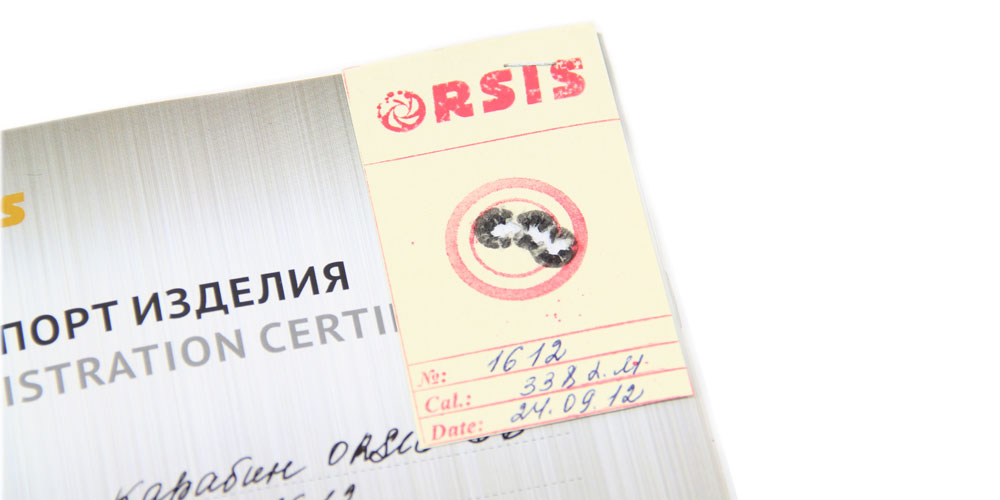 ORSIS
S
ПОРТ ИЗДЕЛИЯ
ISTRATION CERTI
№: 1612
Cal.: 338 L.M.
Date: 24.09.12
Карабин ORSIS